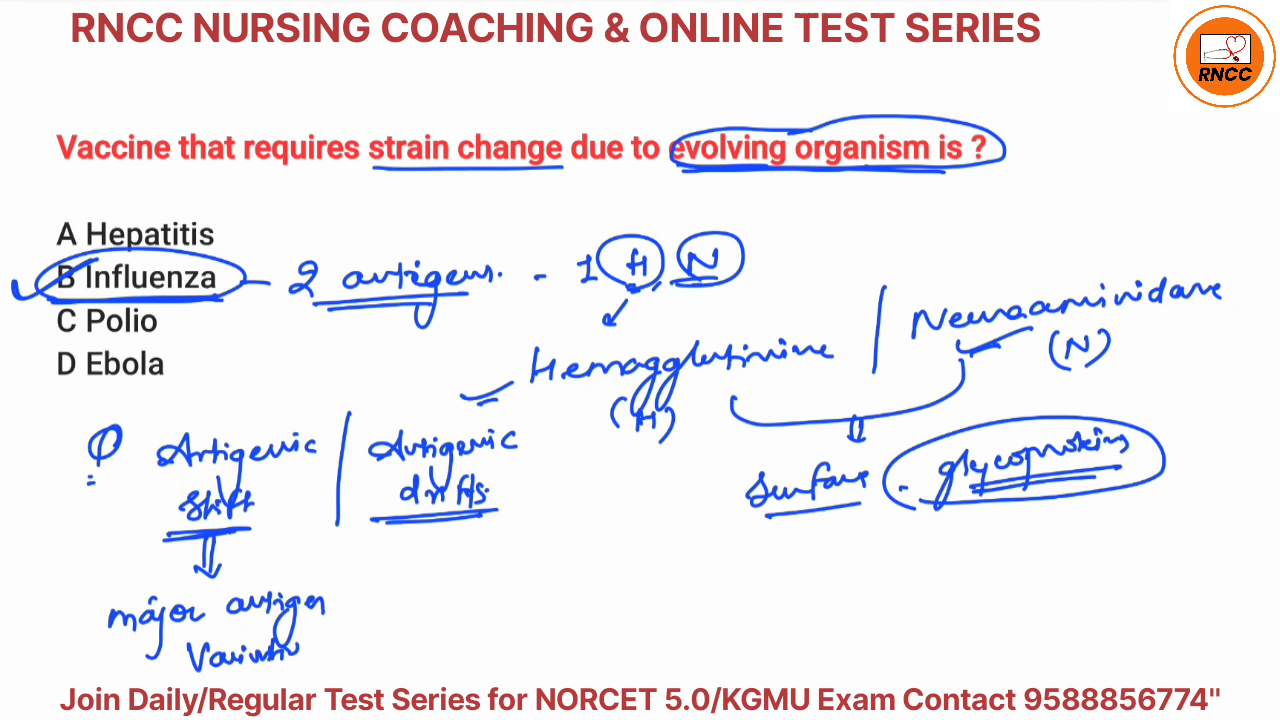 RNCC NURSING COACHING & ONLINE TEST SERIES
RNCC
Vaccine that requires strain change due to evolving organism is ?
A Hepatitis
B Influenza - 2 antigens. - 1 H N
C Polio
D Ebola
Hemagglutinine | Neuraaminidase
(H) (N)
Antigenic shift | Antigenic drifts
surface glycoproteins
major antigen
Variation
Join Daily/Regular Test Series for NORCET 5.0/KGMU Exam Contact 9588856774"